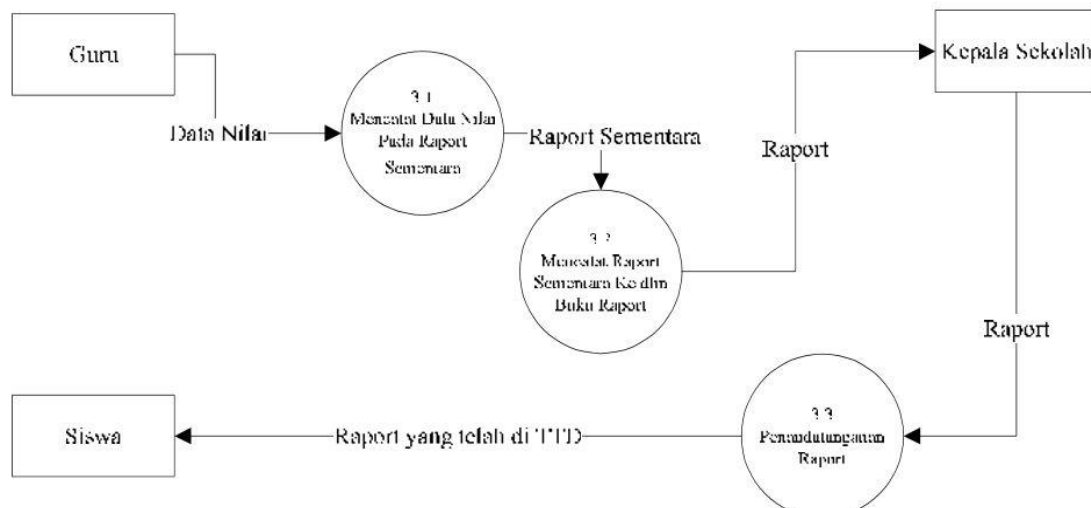 Guru
Kepala Sekolah
3.1
Mencatat Data Nilai
Pada Raport
Sementara
Data Nilai
Raport Sementara
Raport
3.2
Mencatat Raport
Sementara Ke dlm
Buku Raport
Raport
Siswa
Raport yang telah di TTD
3.3
Penandatanganan
Raport